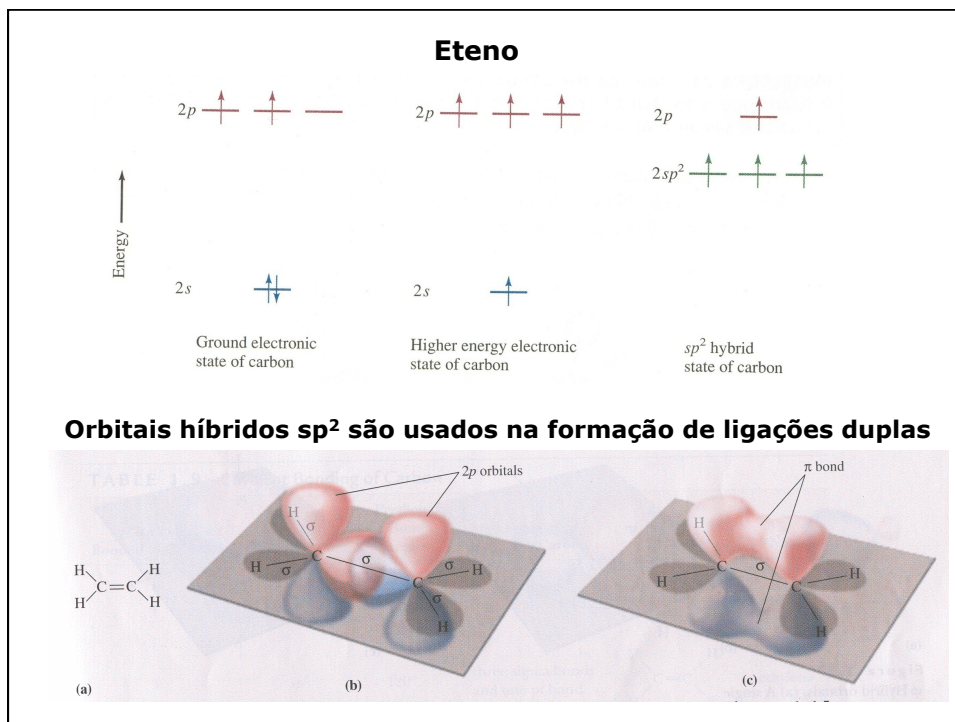 Eteno
2p
2p
2p
2sp²
Energy
2s
2s
Ground electronic
state of carbon
Higher energy electronic
state of carbon
sp² hybrid
state of carbon
Orbitais híbridos sp² são usados na formação de ligações duplas
2p orbitals
π bond
H
σ
C
σ
σ
H
σ
C
H
σ
H
H
H
C=C
H
H
H
C
σ
H
C
H
H
(a)
(b)
(c)